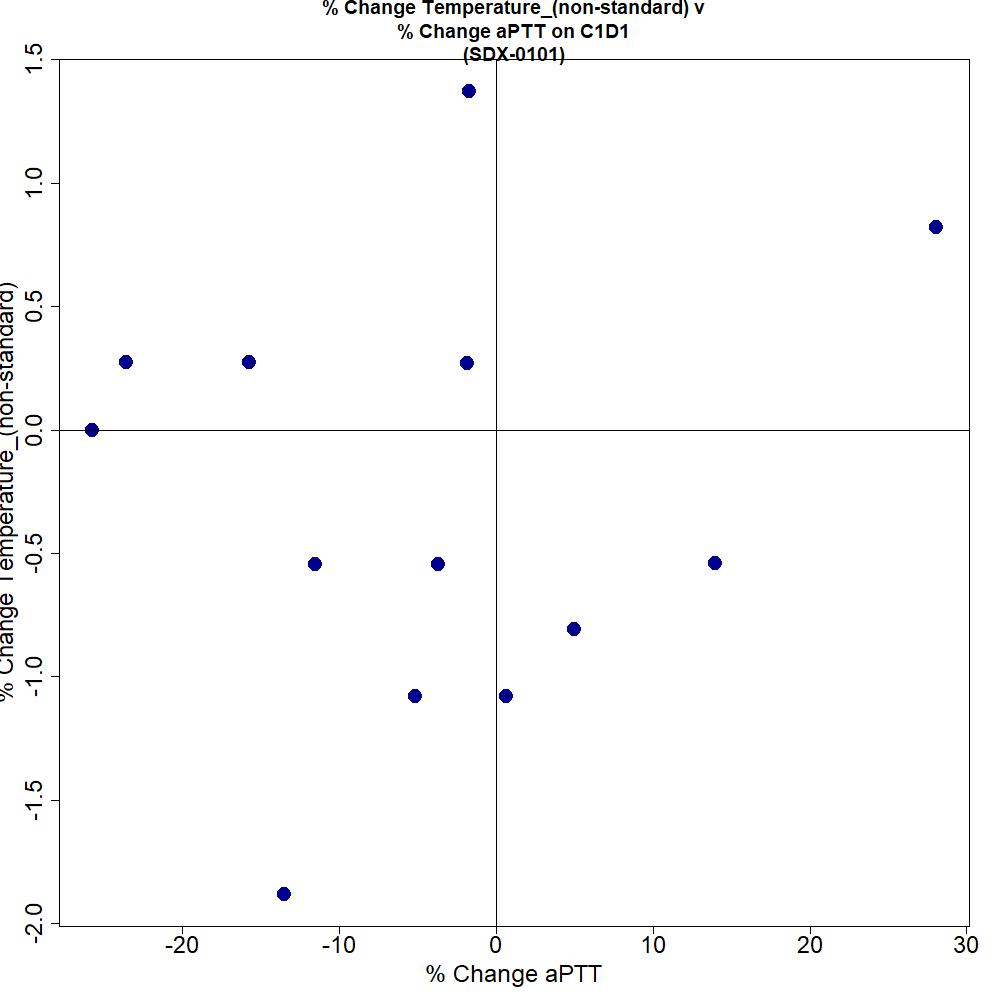 % Change Temperature_(non-standard) v
% Change aPTT on C1D1
(SDX-0101)
% Change Temperature_(non-standard)
1.5
1.0
0.5
0.0
-0.5
-1.0
-1.5
-2.0
-20
-10
0
10
20
30
% Change aPTT